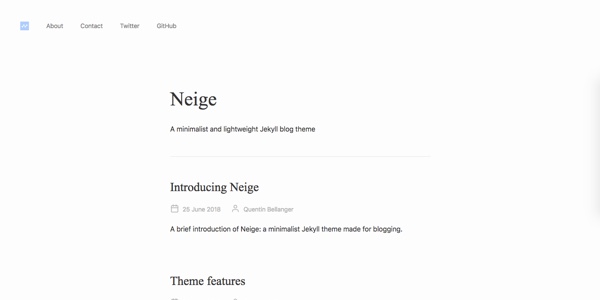 About Contact Twitter GitHub
Neige
A minimalist and lightweight Jekyll blog theme
Introducing Neige
25 June 2018 Quentin Bellanger
A brief introduction of Neige: a minimalist Jekyll theme made for blogging.
Theme features